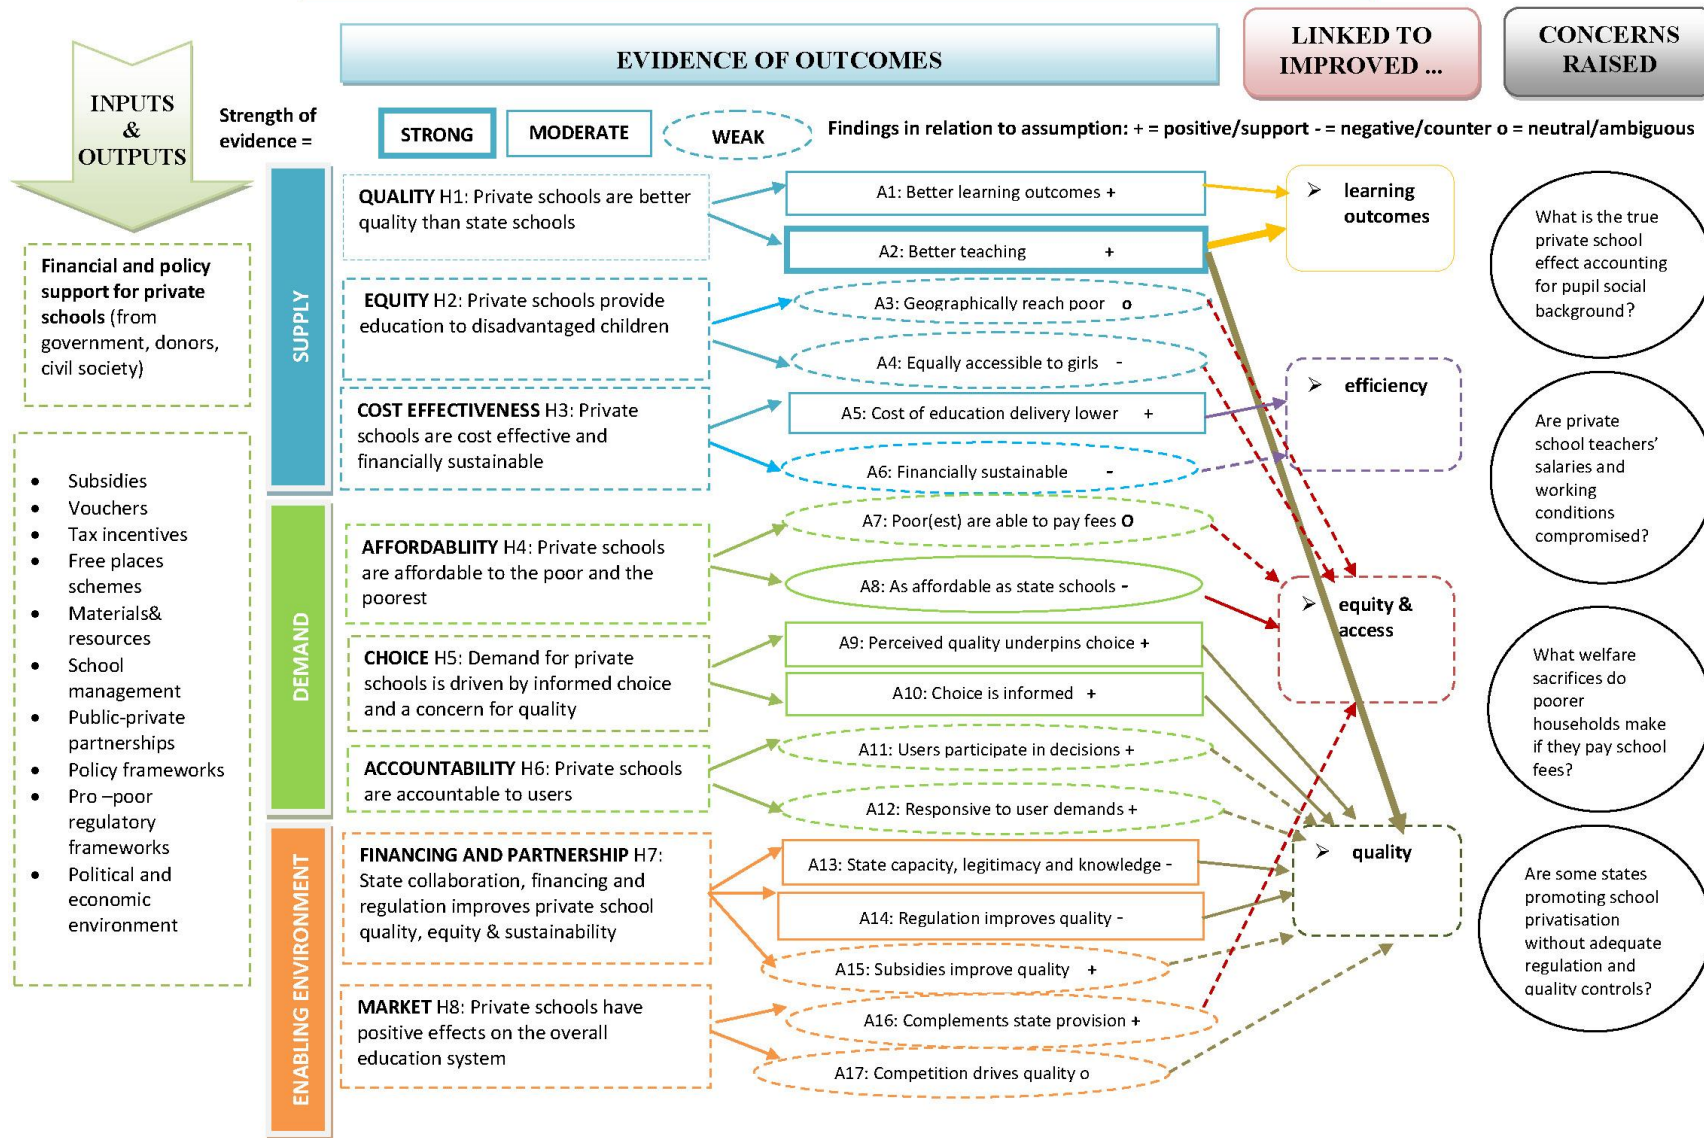 INPUTS
&
OUTPUTS
Financial and policy
support for private
schools (from
government, donors,
civil society)
• Subsidies
• Vouchers
• Tax incentives
• Free places
schemes
• Materials&
resources
• School
management
• Public-private
partnerships
• Policy frameworks
• Pro –poor
regulatory
frameworks
• Political and
economic
environment
EVIDENCE OF OUTCOMES
LINKED TO
IMPROVED ...
CONCERNS
RAISED
Strength of
evidence =
STRONG
MODERATE
WEAK
Findings in relation to assumption: + = positive/support - = negative/counter o = neutral/ambiguous
SUPPLY
QUALITY H1: Private schools are better
quality than state schools
A1: Better learning outcomes +
A2: Better teaching +
EQUITY H2: Private schools provide
education to disadvantaged children
A3: Geographically reach poor o
A4: Equally accessible to girls -
COST EFFECTIVENESS H3: Private
schools are cost effective and
financially sustainable
A5: Cost of education delivery lower +
A6: Financially sustainable -
DEMAND
AFFORDABLIITY H4: Private schools
are affordable to the poor and the
poorest
A7: Poor(est) are able to pay fees O
A8: As affordable as state schools -
CHOICE H5: Demand for private
schools is driven by informed choice
and a concern for quality
A9: Perceived quality underpins choice +
A10: Choice is informed +
ACCOUNTABILITY H6: Private schools
are accountable to users
A11: Users participate in decisions +
A12: Responsive to user demands +
ENABLING ENVIRONMENT
FINANCING AND PARTNERSHIP H7:
State collaboration, financing and
regulation improves private school
quality, equity & sustainability
A13: State capacity, legitimacy and knowledge -
A14: Regulation improves quality -
A15: Subsidies improve quality +
MARKET H8: Private schools have
positive effects on the overall
education system
A16: Complements state provision +
A17: Competition drives quality o
➢ learning
outcomes
➢ efficiency
➢ equity &
access
➢ quality
What is the true
private school
effect accounting
for pupil social
background?
Are private
school teachers'
salaries and
working
conditions
compromised?
What welfare
sacrifices do
poorer
households make
if they pay school
fees?
Are some states
promoting school
privatisation
without adequate
regulation and
quality controls?